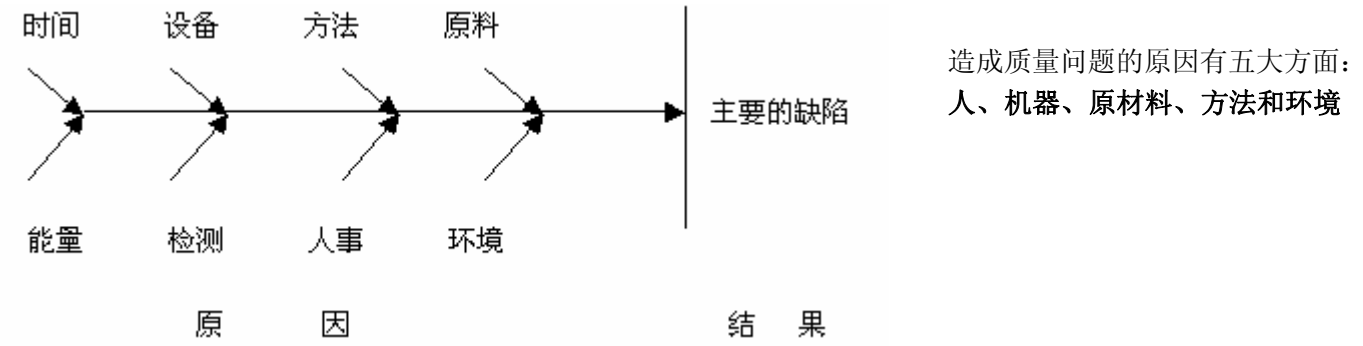 时间 设备 方法 原料
造成质量问题的原因有五大方面：
人、机器、原材料、方法和环境
主要的缺陷
能量 检测 人事 环境
原 因 结 果